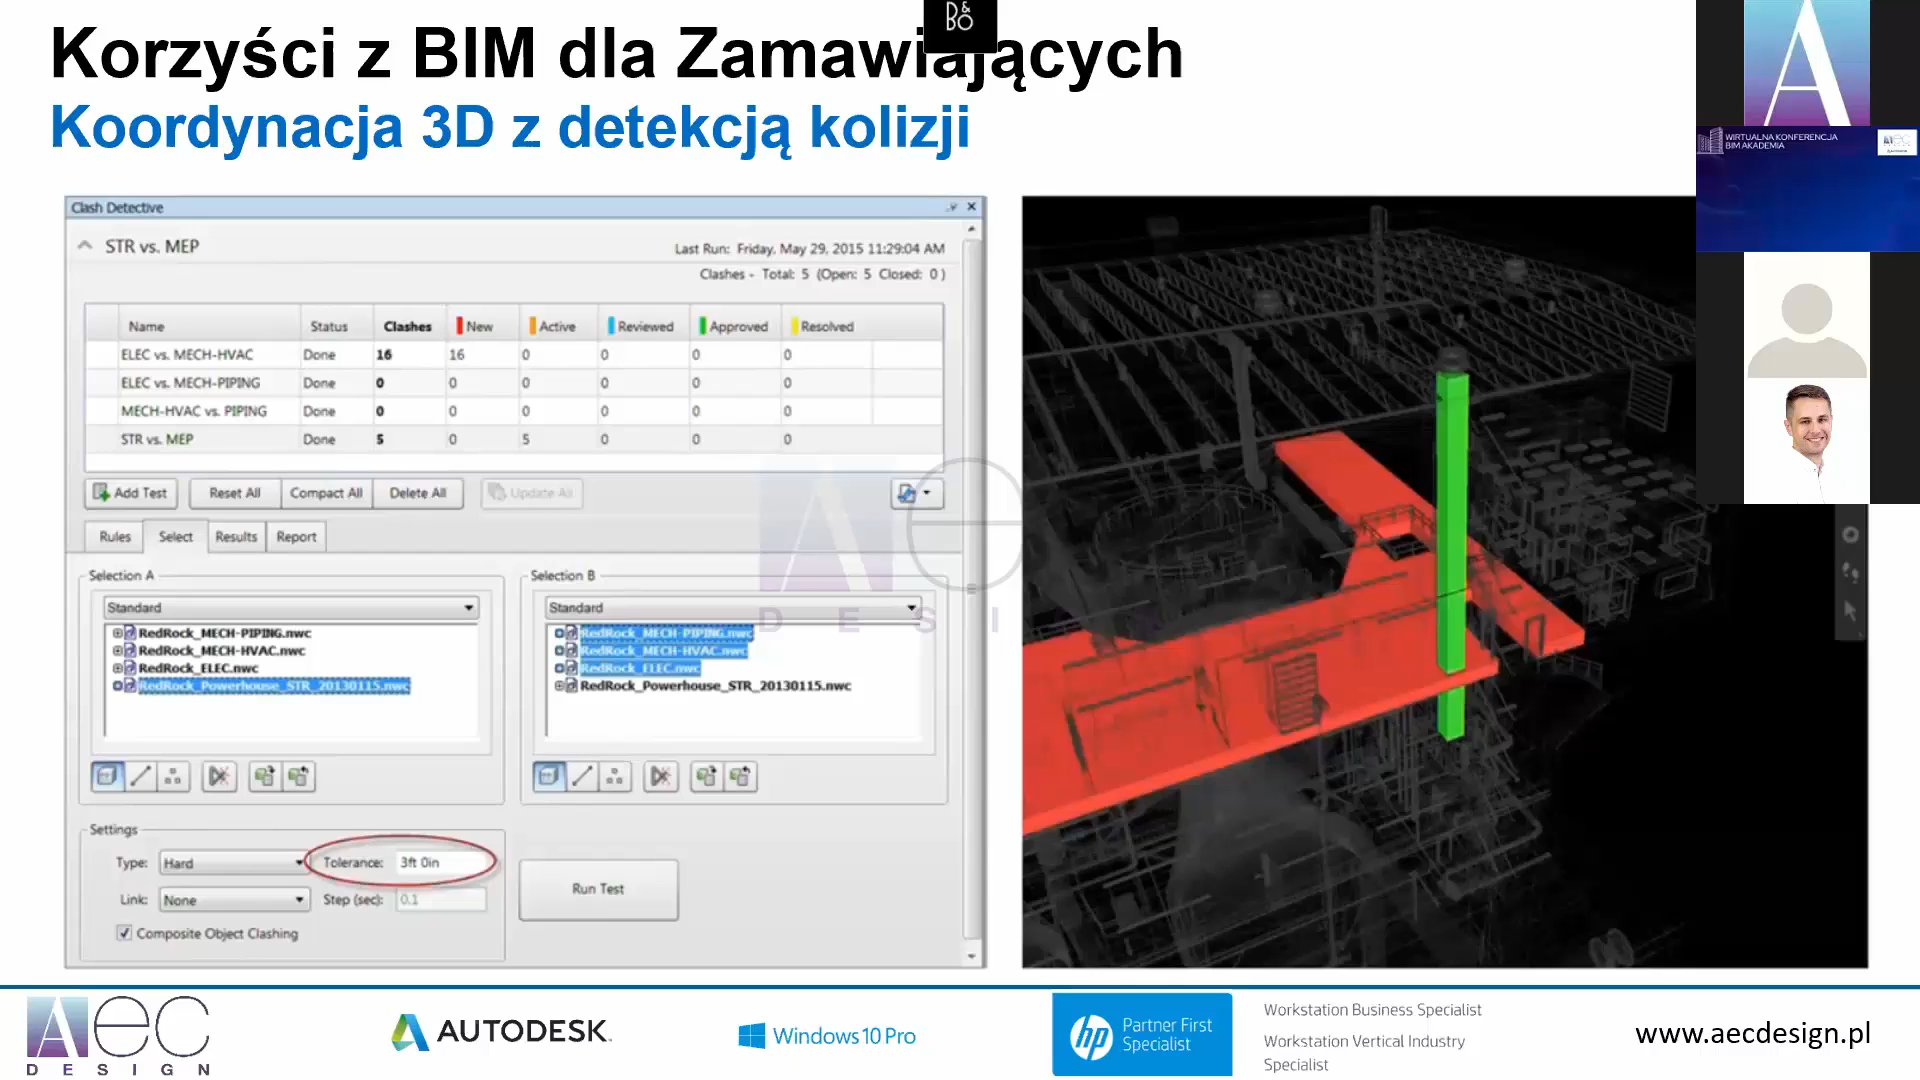 Korzyści z BIM dla Zamawiających
B&O
Koordynacja 3D z detekcją kolizji
WIRTUALNA KONFERENCJA
BIM AKADEMIA
Clash Detective
STR vs. MEP
Last Run: Friday, May 29, 2015 11:29:04 AM
Clashes - Total: 5 (Open: 5 Closed: 0)
Name Status Clashes New Active Reviewed Approved Resolved
ELEC vs. MECH-HVAC Done 16 16 0 0 0 0
ELEC vs. MECH-PIPING Done 0 0 0 0 0 0
MECH-HVAC vs. PIPING Done 0 0 0 0 0 0
STR vs. MEP Done 5 0 5 0 0 0
Add Test Reset All Compact All Delete All Update All
Rules Select Results Report
Selection A
Standard
RedRock_MECH-PIPING.nwc
RedRock_MECH-HVAC.nwc
RedRock_ELEC.nwc
RedRock_Powerhouse_STR_20130115.nwc
Selection B
Standard
RedRock_MECH-PIPING.nwc
RedRock_MECH-HVAC.nwc
RedRock_ELEC.nwc
RedRock_Powerhouse_STR_20130115.nwc
Settings
Type: Hard Tolerance: 3ft 0in
Link: None Step (sec): 0.1
Composite Object Clashing
Run Test
AEC
DESIGN
AUTODESK.
Windows 10 Pro
hp
Partner First
Specialist
Workstation Business Specialist
Workstation Vertical Industry
Specialist
www.aecdesign.pl